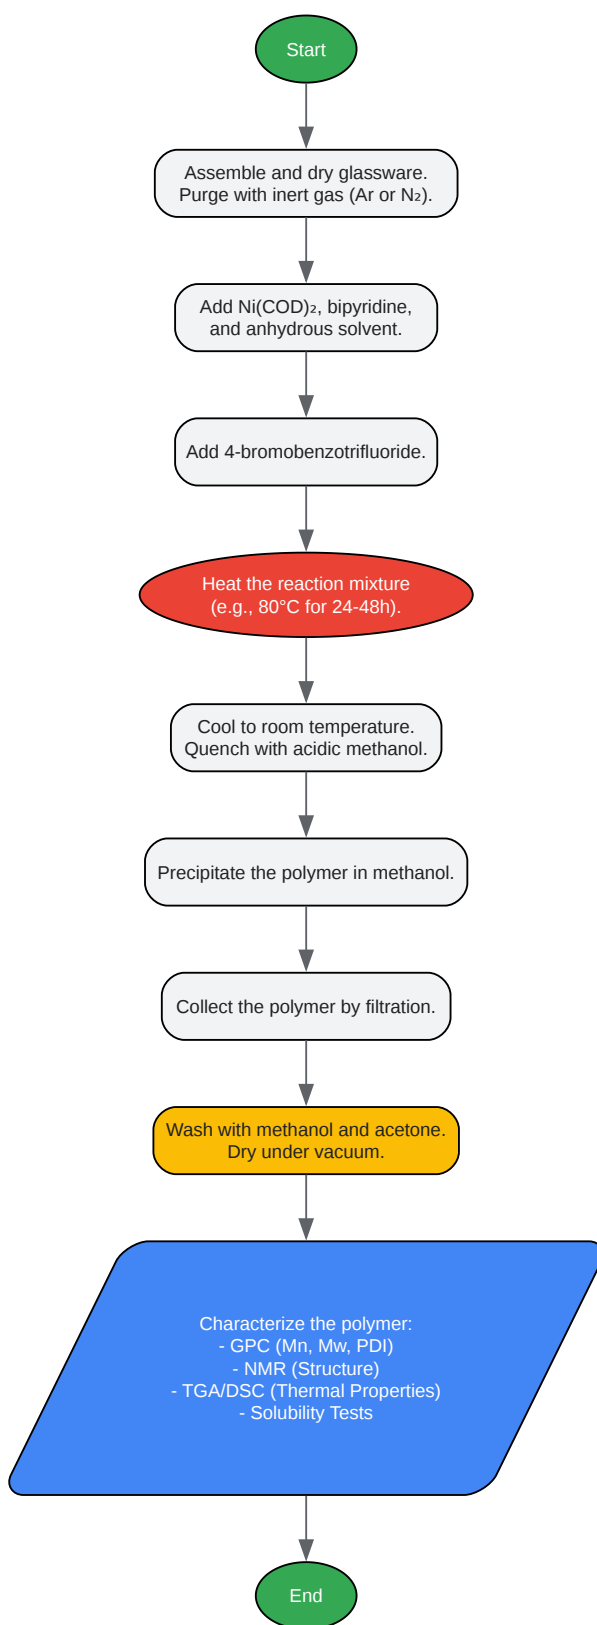 Start
Assemble and dry glassware.
Purge with inert gas (Ar or N₂).
Add Ni(COD)₂, bipyridine,
and anhydrous solvent.
Add 4-bromobenzotrifluoride.
Heat the reaction mixture
(e.g., 80°C for 24-48h).
Cool to room temperature.
Quench with acidic methanol.
Precipitate the polymer in methanol.
Collect the polymer by filtration.
Wash with methanol and acetone.
Dry under vacuum.
Characterize the polymer:
- GPC (Mn, Mw, PDI)
- NMR (Structure)
- TGA/DSC (Thermal Properties)
- Solubility Tests
End